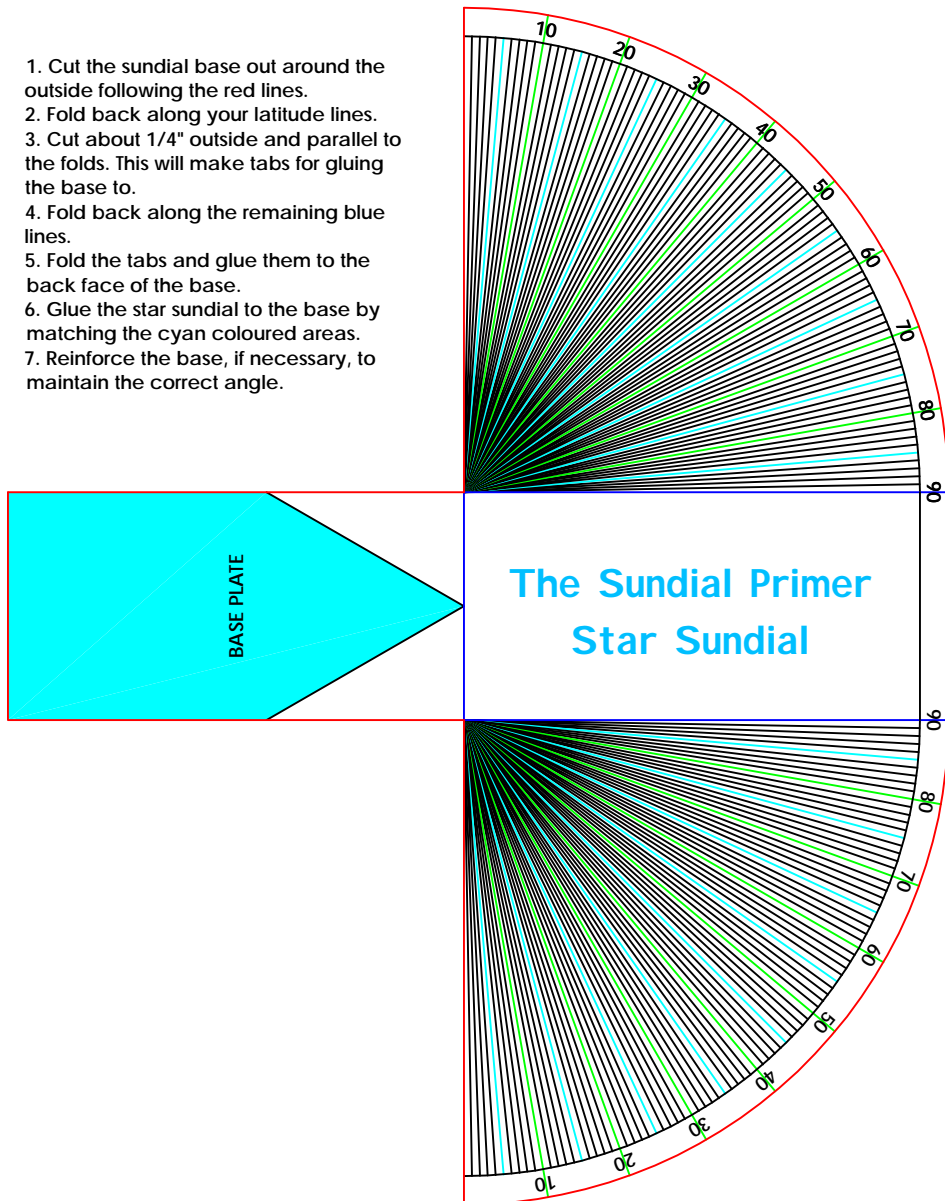 1. Cut the sundial base out around the
outside following the red lines.
2. Fold back along your latitude lines.
3. Cut about 1/4" outside and parallel to
the folds. This will make tabs for gluing
the base to.
4. Fold back along the remaining blue
lines.
5. Fold the tabs and glue them to the
back face of the base.
6. Glue the star sundial to the base by
matching the cyan coloured areas.
7. Reinforce the base, if necessary, to
maintain the correct angle.
10
20
30
40
50
60
70
80
90
BASE PLATE
The Sundial Primer
Star Sundial
90
80
70
60
50
40
30
20
10